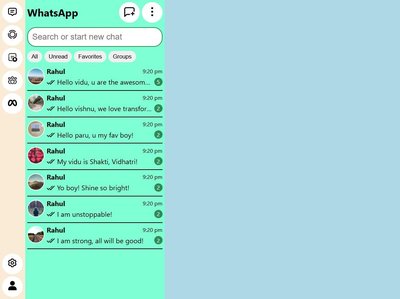 WhatsApp
Search or start new chat
All Unread Favorites Groups
Rahul 9:20 pm
Hello vidu, u are the awesom... 5
Rahul 9:20 pm
Hello vishnu, we love transfor... 2
Rahul 9:20 pm
Hello paru, u my fav boy! 2
Rahul 9:20 pm
My vidu is Shakti, Vidhatri! 2
Rahul 9:20 pm
Yo boy! Shine so bright! 2
Rahul 9:20 pm
I am unstoppable! 2
Rahul 9:20 pm
I am strong, all will be good! 2